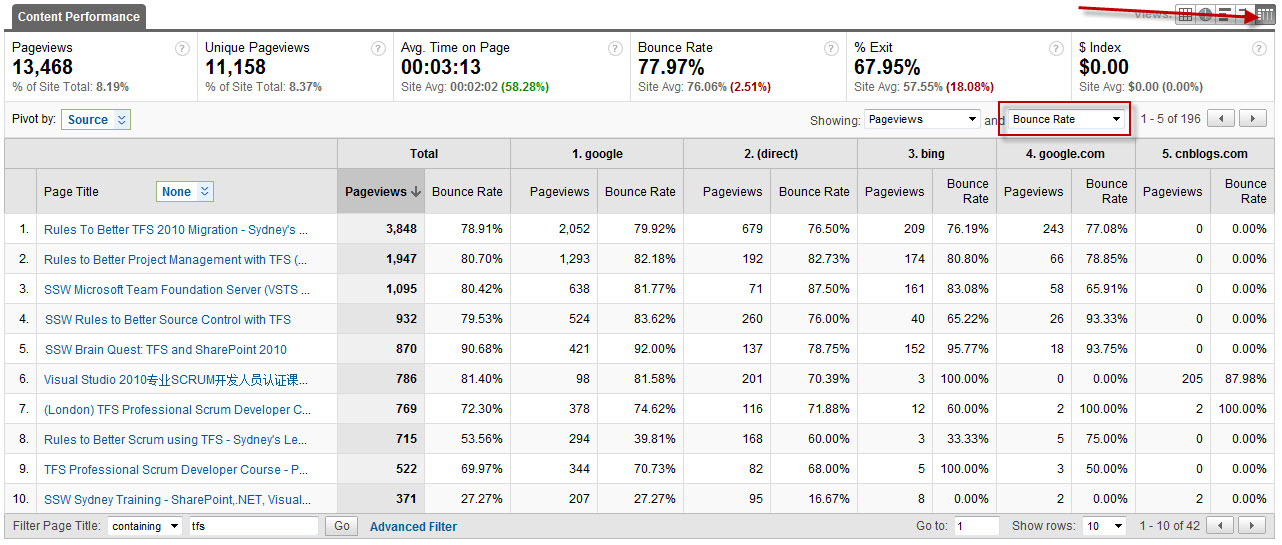 Content Performance Views:
Pageviews ? Unique Pageviews ? Avg. Time on Page ? Bounce Rate ? % Exit ? $ Index ?
13,468 11,158 00:03:13 77.97% 67.95% $0.00
% of Site Total: 8.19% % of Site Total: 8.37% Site Avg: 00:02:02 (58.28%) Site Avg: 76.06% (2.51%) Site Avg: 57.55% (18.08%) Site Avg: $0.00 (0.00%)
Pivot by: Source Showing: Pageviews and Bounce Rate 1 - 5 of 196
Total 1. google 2. (direct) 3. bing 4. google.com 5. cnblogs.com
Page Title None Pageviews Bounce Rate Pageviews Bounce Rate Pageviews Bounce Rate Pageviews Bounce Rate Pageviews Bounce Rate Pageviews Bounce Rate
1. Rules To Better TFS 2010 Migration - Sydney's ... 3,848 78.91% 2,052 79.92% 679 76.50% 209 76.19% 243 77.08% 0 0.00%
2. Rules to Better Project Management with TFS (... 1,947 80.70% 1,293 82.18% 192 82.73% 174 80.80% 66 78.85% 0 0.00%
3. SSW Microsoft Team Foundation Server (VSTS ... 1,095 80.42% 638 81.77% 71 87.50% 161 83.08% 58 65.91% 0 0.00%
4. SSW Rules to Better Source Control with TFS 932 79.53% 524 83.62% 260 76.00% 40 65.22% 26 93.33% 0 0.00%
5. SSW Brain Quest: TFS and SharePoint 2010 870 90.68% 421 92.00% 137 78.75% 152 95.77% 18 93.75% 0 0.00%
6. Visual Studio 2010专业SCRUM开发人员认证课... 786 81.40% 98 81.58% 201 70.39% 3 100.00% 0 0.00% 205 87.98%
7. (London) TFS Professional Scrum Developer C... 769 72.30% 378 74.62% 116 71.88% 12 60.00% 2 100.00% 2 100.00%
8. Rules to Better Scrum using TFS - Sydney's Le... 715 53.56% 294 39.81% 168 60.00% 3 33.33% 5 75.00% 0 0.00%
9. TFS Professional Scrum Developer Course - P... 522 69.97% 344 70.73% 82 68.00% 5 100.00% 3 50.00% 0 0.00%
10. SSW Sydney Training - SharePoint,.NET, Visual... 371 27.27% 207 27.27% 95 16.67% 8 0.00% 2 0.00% 2 0.00%
Filter Page Title: containing tfs Go Advanced Filter Go to: 1 Show rows: 10 1 - 10 of 42